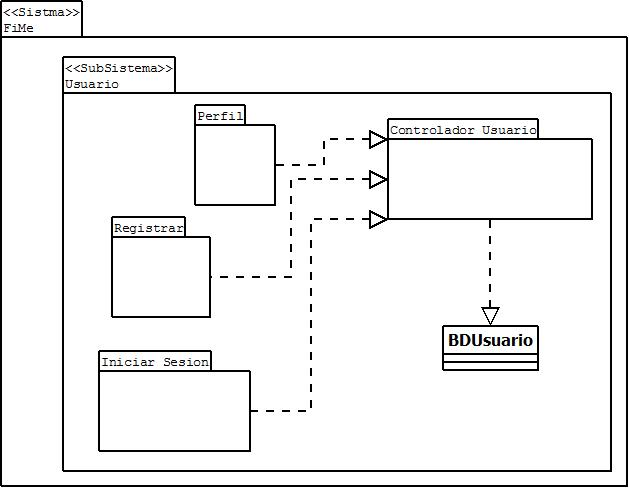 <<Sistma>>
FiMe
<<SubSistema>>
Usuario
Perfil
Controlador Usuario
Registrar
BDUsuario
Iniciar Sesion